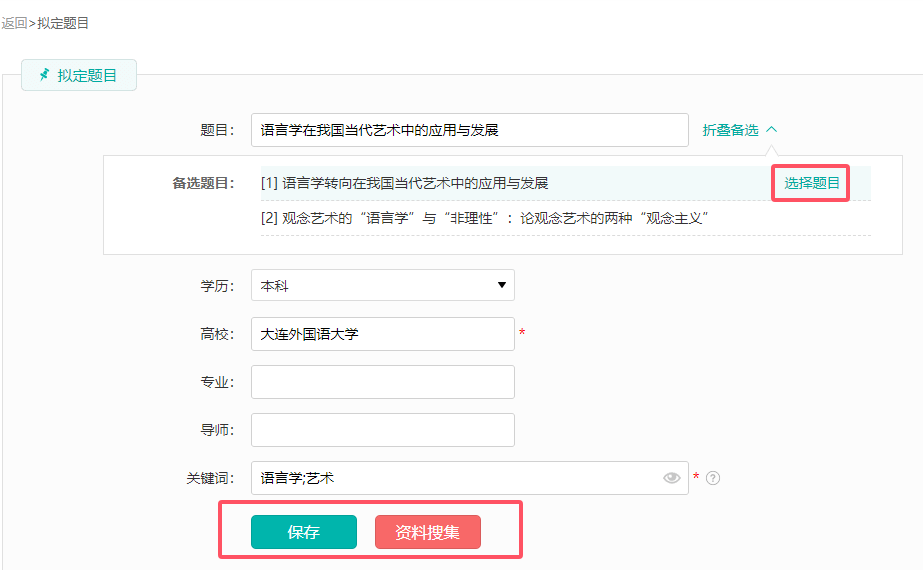 返回>拟定题目
拟定题目
题目： 语言学在我国当代艺术中的应用与发展 折叠备选
备选题目： [1] 语言学转向在我国当代艺术中的应用与发展 选择题目
[2] 观念艺术的“语言学”与“非理性”：论观念艺术的两种“观念主义”
学历： 本科
高校： 大连外国语大学 *
专业：
导师：
关键词： 语言学;艺术 * ?
保存 资料搜集